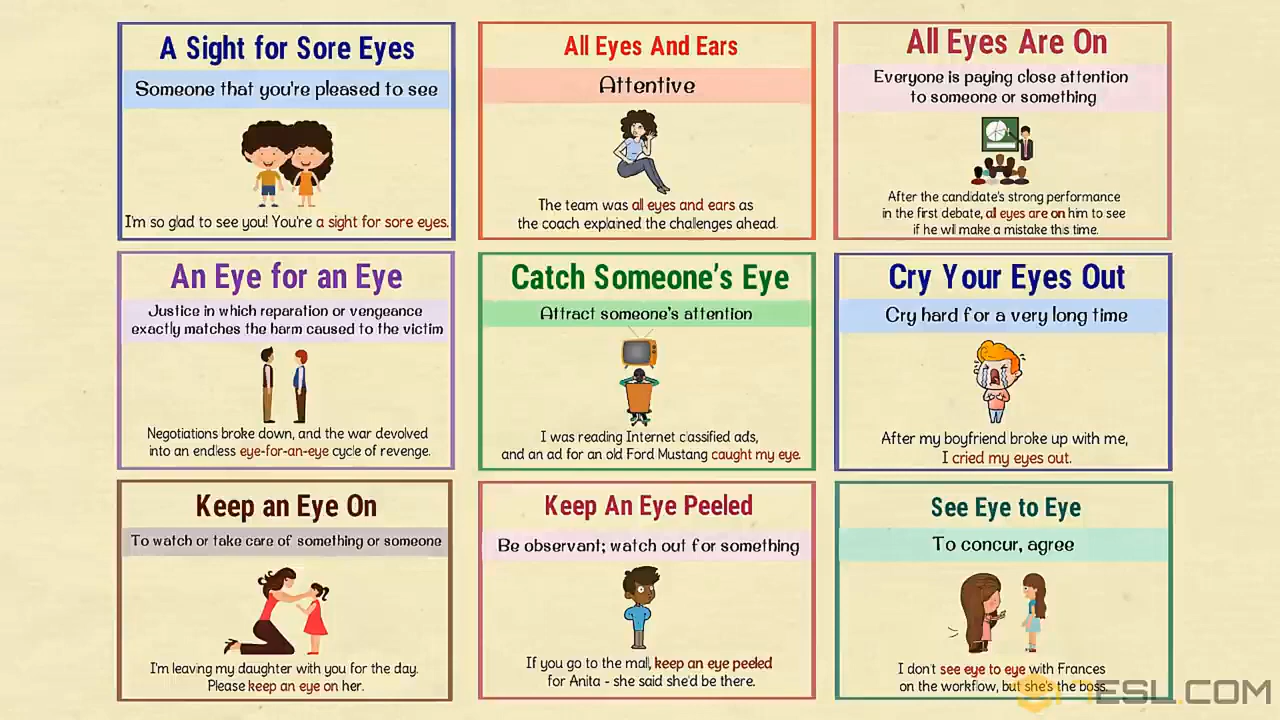 A Sight for Sore Eyes
Someone that you're pleased to see
I'm so glad to see you! You're a sight for sore eyes.
All Eyes And Ears
Attentive
The team was all eyes and ears as
the coach explained the challenges ahead.
All Eyes Are On
Everyone is paying close attention
to someone or something
After the candidate's strong performance
in the first debate, all eyes are on him to see
if he will make a mistake this time.
An Eye for an Eye
Justice in which reparation or vengeance
exactly matches the harm caused to the victim
Negotiations broke down, and the war devolved
into an endless eye-for-an-eye cycle of revenge.
Catch Someone's Eye
Attract someone's attention
I was reading Internet classified ads,
and an ad for an old Ford Mustang caught my eye.
Cry Your Eyes Out
Cry hard for a very long time
After my boyfriend broke up with me,
I cried my eyes out.
Keep an Eye On
To watch or take care of something or someone
I'm leaving my daughter with you for the day.
Please keep an eye on her.
Keep An Eye Peeled
Be observant; watch out for something
If you go to the mall, keep an eye peeled
for Anita - she said she'd be there.
See Eye to Eye
To concur, agree
I don't see eye to eye with Frances
on the workflow, but she's the boss.
7ESL.COM